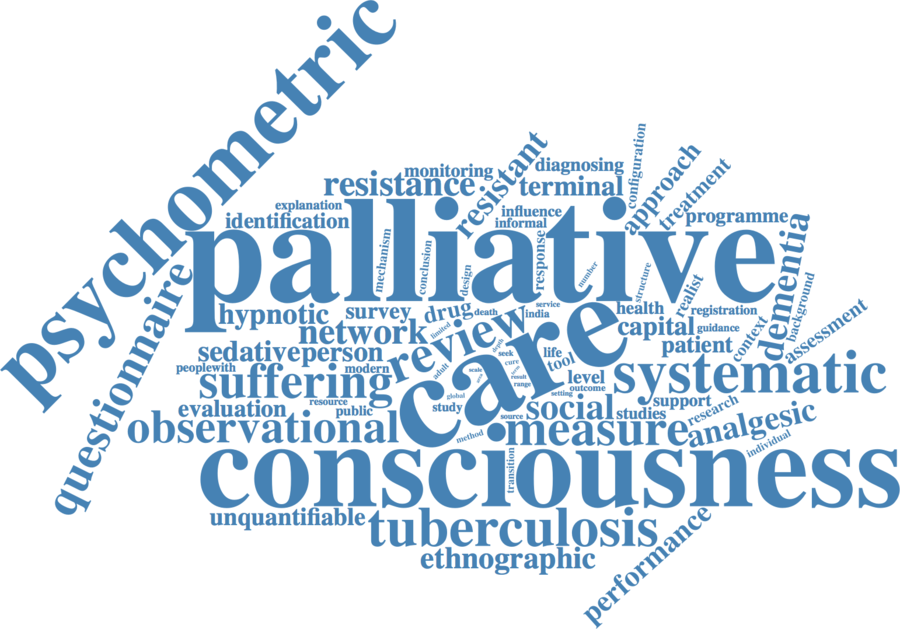 psychometric
configuration
monitoring
resistant
diagnosing
approach
treatment
resistance
terminal
explanation
influence
identification
informal
programme
palliative
dementia
questionnaire
mechanism
conclusion
design
response
number
structure
realist
background
hypnotic
survey
drug
death
service
india
health
registration
network
limited
review
care
capital
guidance
context
assessment
sedative
person
depth
seek
life
patient
peoplewith
modern
adult
scale
cure
tool
suffering
result
range
level
outcome
systematic
resource
global
setting
evaluation
public
study
source
social
studies
support
research
observational
method
measure
analgesic
individual
transition
consciousness
unquantifiable
tuberculosis
ethnographic
performance